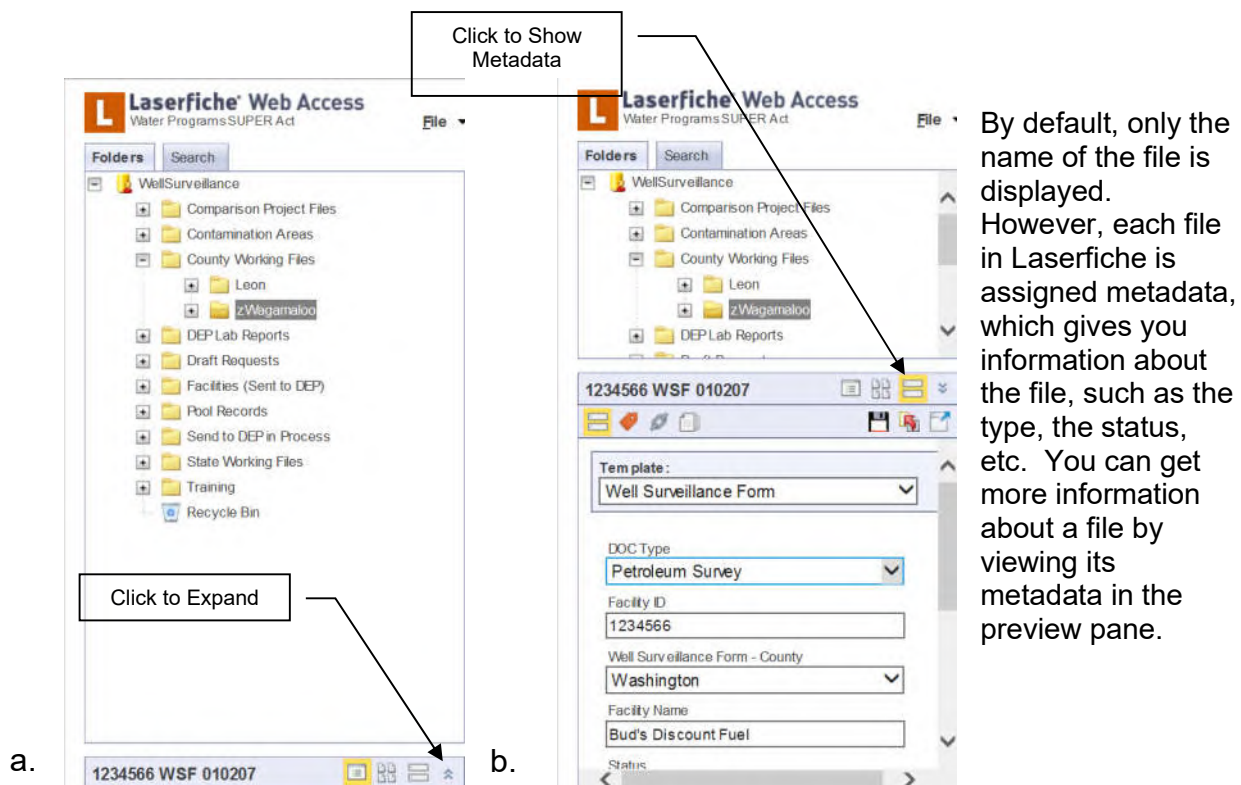 Click to Show
Metadata
Laserfiche® Web Access
Water Programs SUPER Act
File
Folders
Search
WellSurveillance
Comparison Project Files
Contamination Areas
County Working Files
Leon
zWagamaloo
DEP Lab Reports
Draft Requests
Facilities (Sent to DEP)
Pool Records
Send to DEP in Process
State Working Files
Training
Recycle Bin
Click to Expand
a.
1234566 WSF 010207
Laserfiche® Web Access
Water Programs SUPER Act
File
Folders
Search
WellSurveillance
Comparison Project Files
Contamination Areas
County Working Files
Leon
zWagamaloo
DEP Lab Reports
1234566 WSF 010207
Template:
Well Surveillance Form
DOC Type
Petroleum Survey
Facility ID
1234566
Well Surveillance Form - County
Washington
Facility Name
Bud's Discount Fuel
Status
b.
By default, only the
name of the file is
displayed.
However, each file
in Laserfiche is
assigned metadata,
which gives you
information about
the file, such as the
type, the status,
etc. You can get
more information
about a file by
viewing its
metadata in the
preview pane.